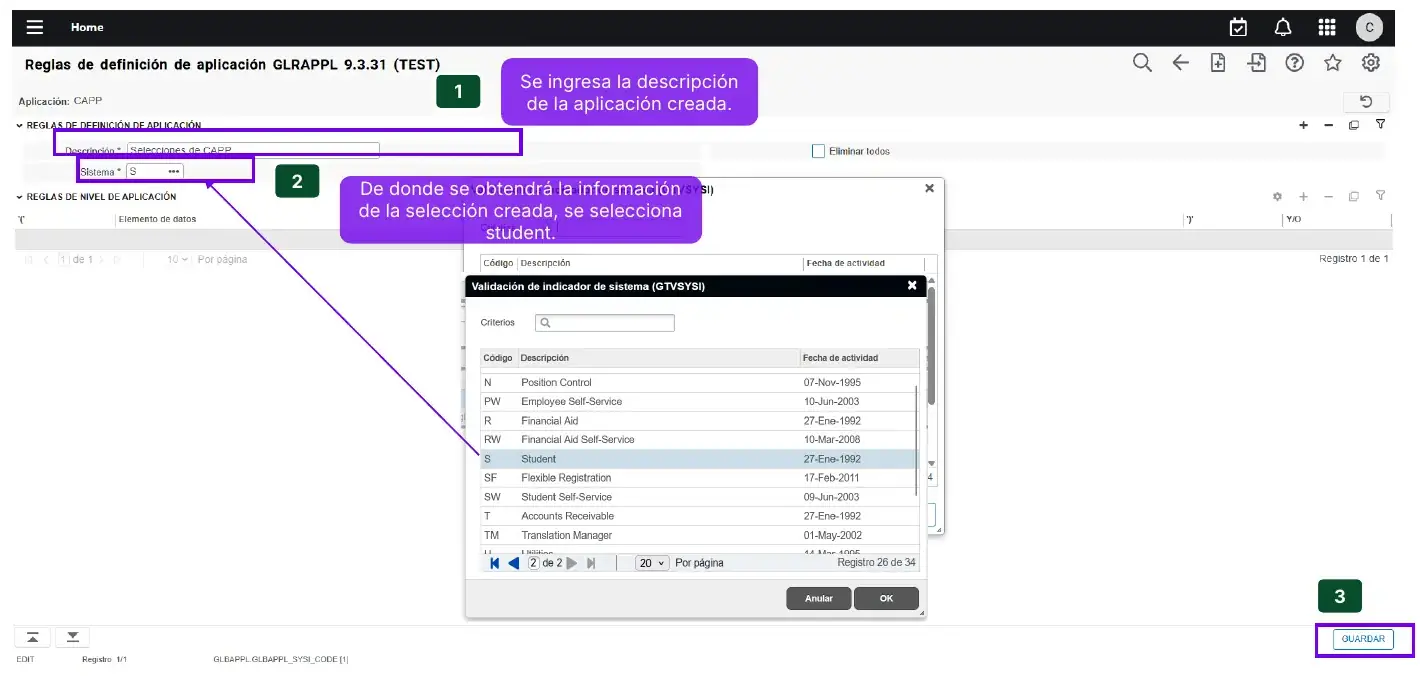 Home
C
Reglas de definición de aplicación GLRAPPL 9.3.31 (TEST)
1
Se ingresa la descripción
de la aplicación creada.
Aplicación: CAPP
REGLAS DE DEFINICIÓN DE APLICACIÓN
Descripción * Selecciones de CAPP
Eliminar todos
Sistema * S ...
2
De donde se obtendrá la información
de la selección creada, se selecciona
student.
SYSI)
REGLAS DE NIVEL DE APLICACIÓN
'(' Elemento de datos ')' Y/O
1 de 1 10 Por página Registro 1 de 1
Código Descripción Fecha de actividad
Validación de indicador de sistema (GTVSYSI)
Criterios
Código Descripción Fecha de actividad
N Position Control 07-Nov-1995
PW Employee Self-Service 10-Jun-2003
R Financial Aid 27-Ene-1992
RW Financial Aid Self-Service 10-Mar-2008
S Student 27-Ene-1992
SF Flexible Registration 17-Feb-2011
4
SW Student Self-Service 09-Jun-2003
T Accounts Receivable 27-Ene-1992
TM Translation Manager 01-May-2002
U Utilities 14-Mar-1995
2 de 2 20 Por página Registro 26 de 34
Anular OK
3
GUARDAR
EDIT Registro 1/1 GLBAPPL.GLBAPPL_SYSI_CODE [1]